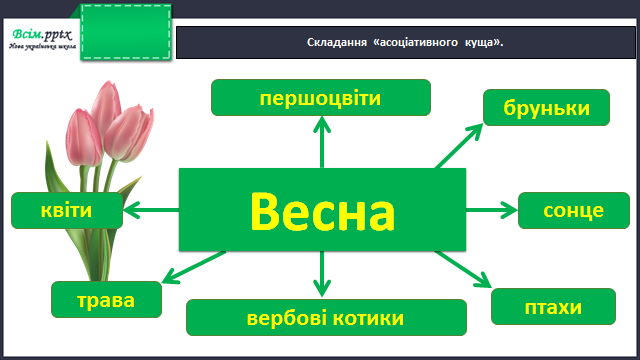 Всім.pptx
Нова українська школа
Складання «асоціативного куща».
першоцвіти
бруньки
Весна
квіти
сонце
трава
вербові котики
птахи